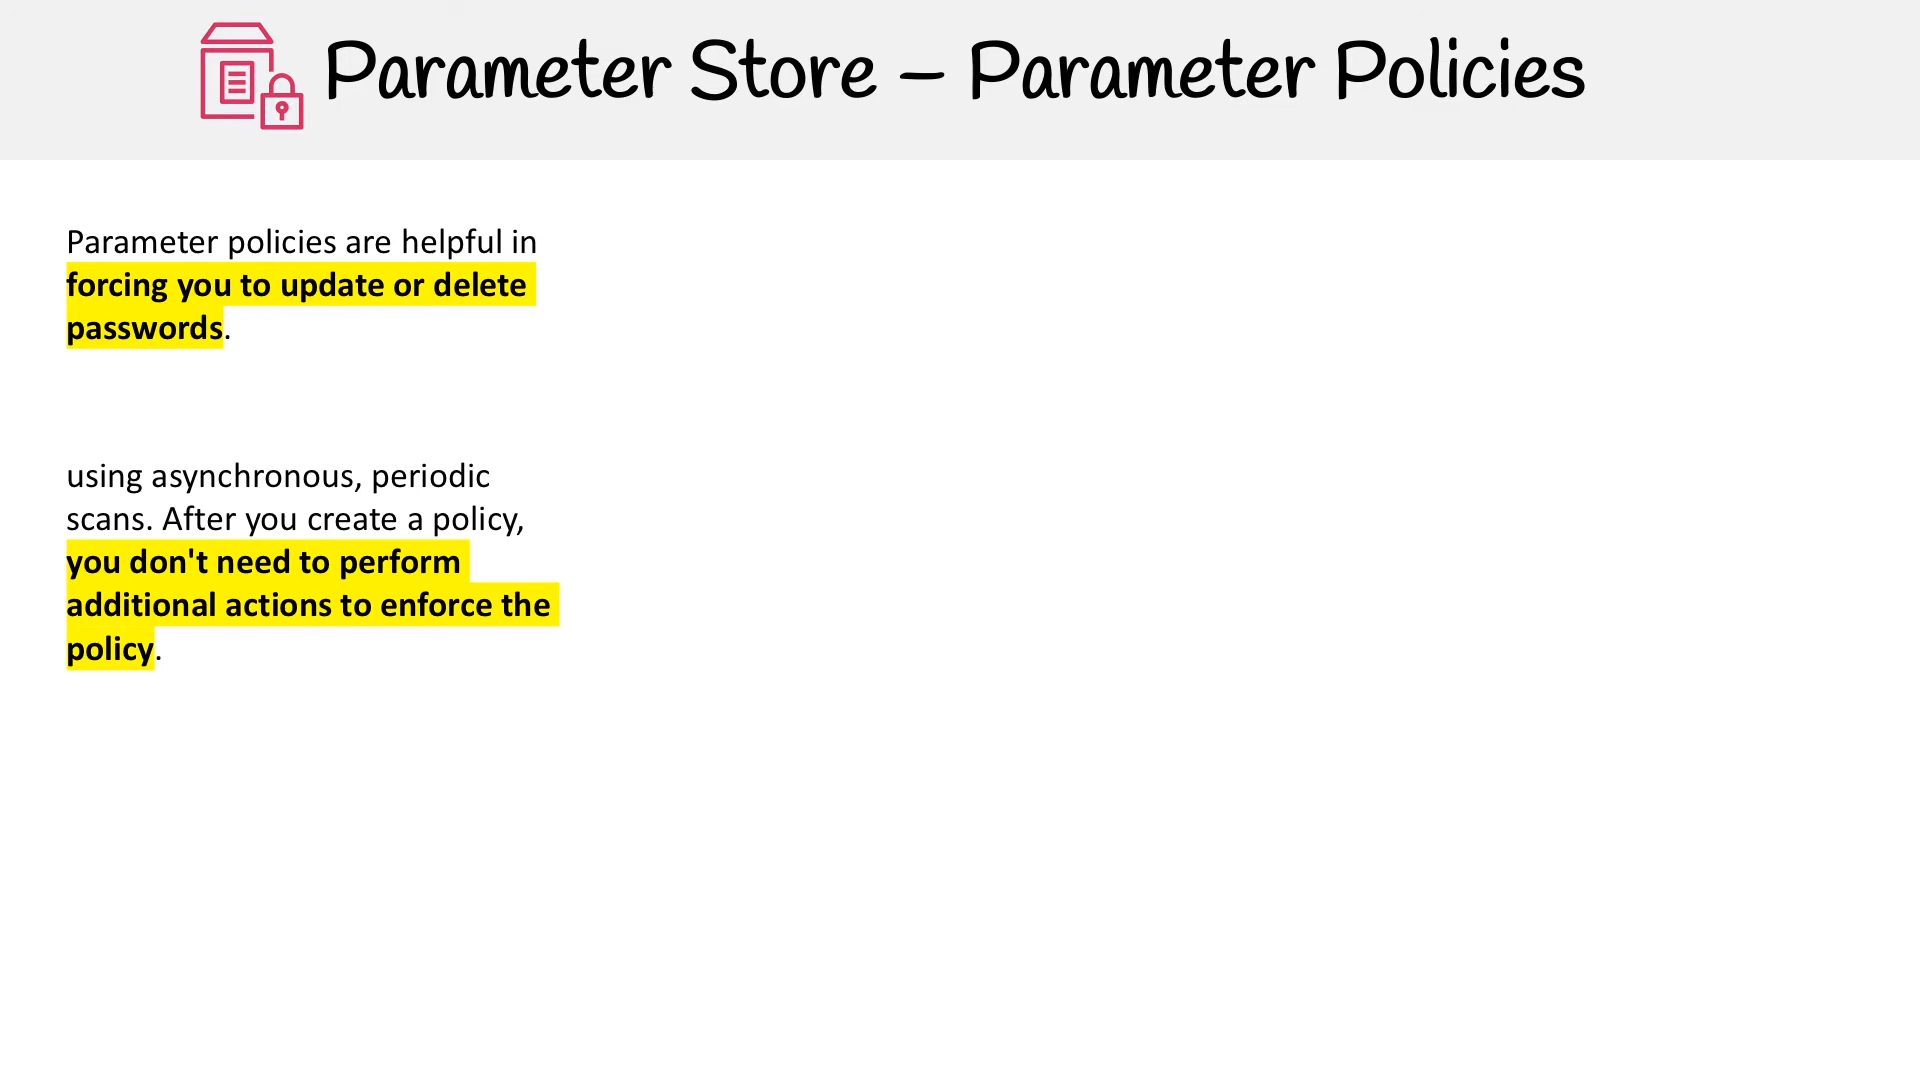 Parameter Store – Parameter Policies
Parameter policies are helpful in
forcing you to update or delete
passwords.
using asynchronous, periodic
scans. After you create a policy,
you don't need to perform
additional actions to enforce the
policy.